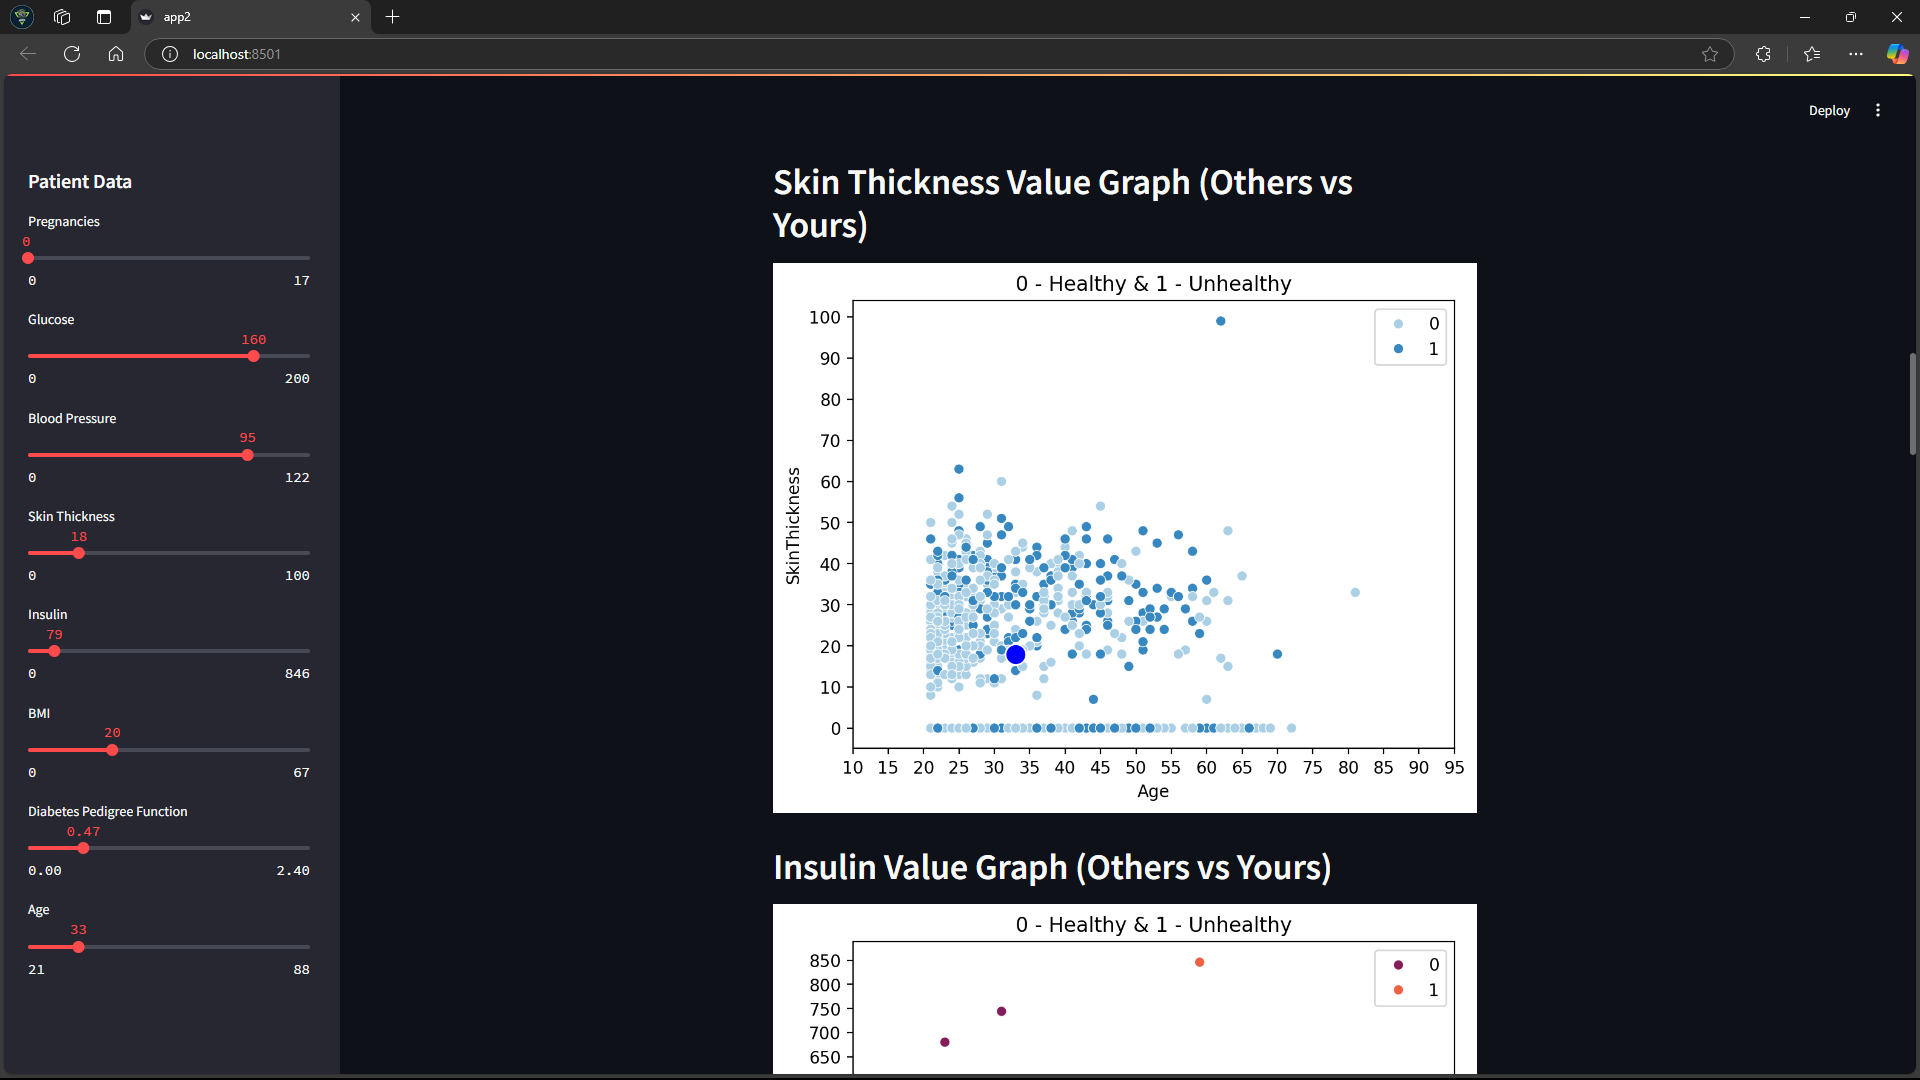 app2
localhost:8501
Deploy
Patient Data
Pregnancies
0
0
17
Glucose
160
0
200
Blood Pressure
95
0
122
Skin Thickness
18
0
100
Insulin
79
0
846
BMI
20
0
67
Diabetes Pedigree Function
0.47
0.00
2.40
Age
33
21
88
Skin Thickness Value Graph (Others vs
Yours)
0 - Healthy & 1 - Unhealthy
0
1
100
90
80
70
60
50
40
30
20
10
0
SkinThickness
10 15 20 25 30 35 40 45 50 55 60 65 70 75 80 85 90 95
Age
Insulin Value Graph (Others vs Yours)
0 - Healthy & 1 - Unhealthy
0
1
850
800
750
700
650